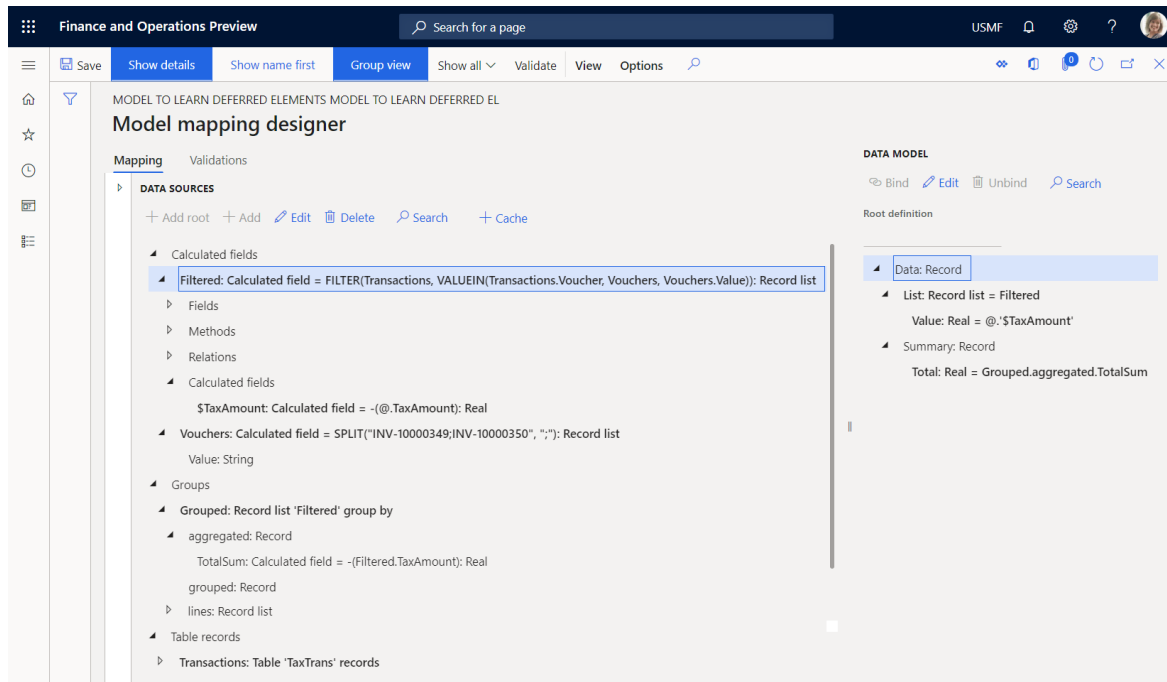 Finance and Operations Preview
Search for a page
USMF
?
Save
Show details
Show name first
Group view
Show all
Validate
View
Options
0
MODEL TO LEARN DEFERRED ELEMENTS MODEL TO LEARN DEFERRED EL
Model mapping designer
Mapping
Validations
DATA SOURCES
+ Add root
+ Add
Edit
Delete
Search
+ Cache
Calculated fields
Filtered: Calculated field = FILTER(Transactions, VALUEIN(Transactions.Voucher, Vouchers, Vouchers.Value)): Record list
Fields
Methods
Relations
Calculated fields
$TaxAmount: Calculated field = -(@.TaxAmount): Real
Vouchers: Calculated field = SPLIT("INV-10000349;INV-10000350", ";"): Record list
Value: String
Groups
Grouped: Record list 'Filtered' group by
aggregated: Record
TotalSum: Calculated field = -(Filtered.TaxAmount): Real
grouped: Record
lines: Record list
Table records
Transactions: Table 'TaxTrans' records
DATA MODEL
Bind
Edit
Unbind
Search
Root definition
Data: Record
List: Record list = Filtered
Value: Real = @.'$TaxAmount'
Summary: Record
Total: Real = Grouped.aggregated.TotalSum